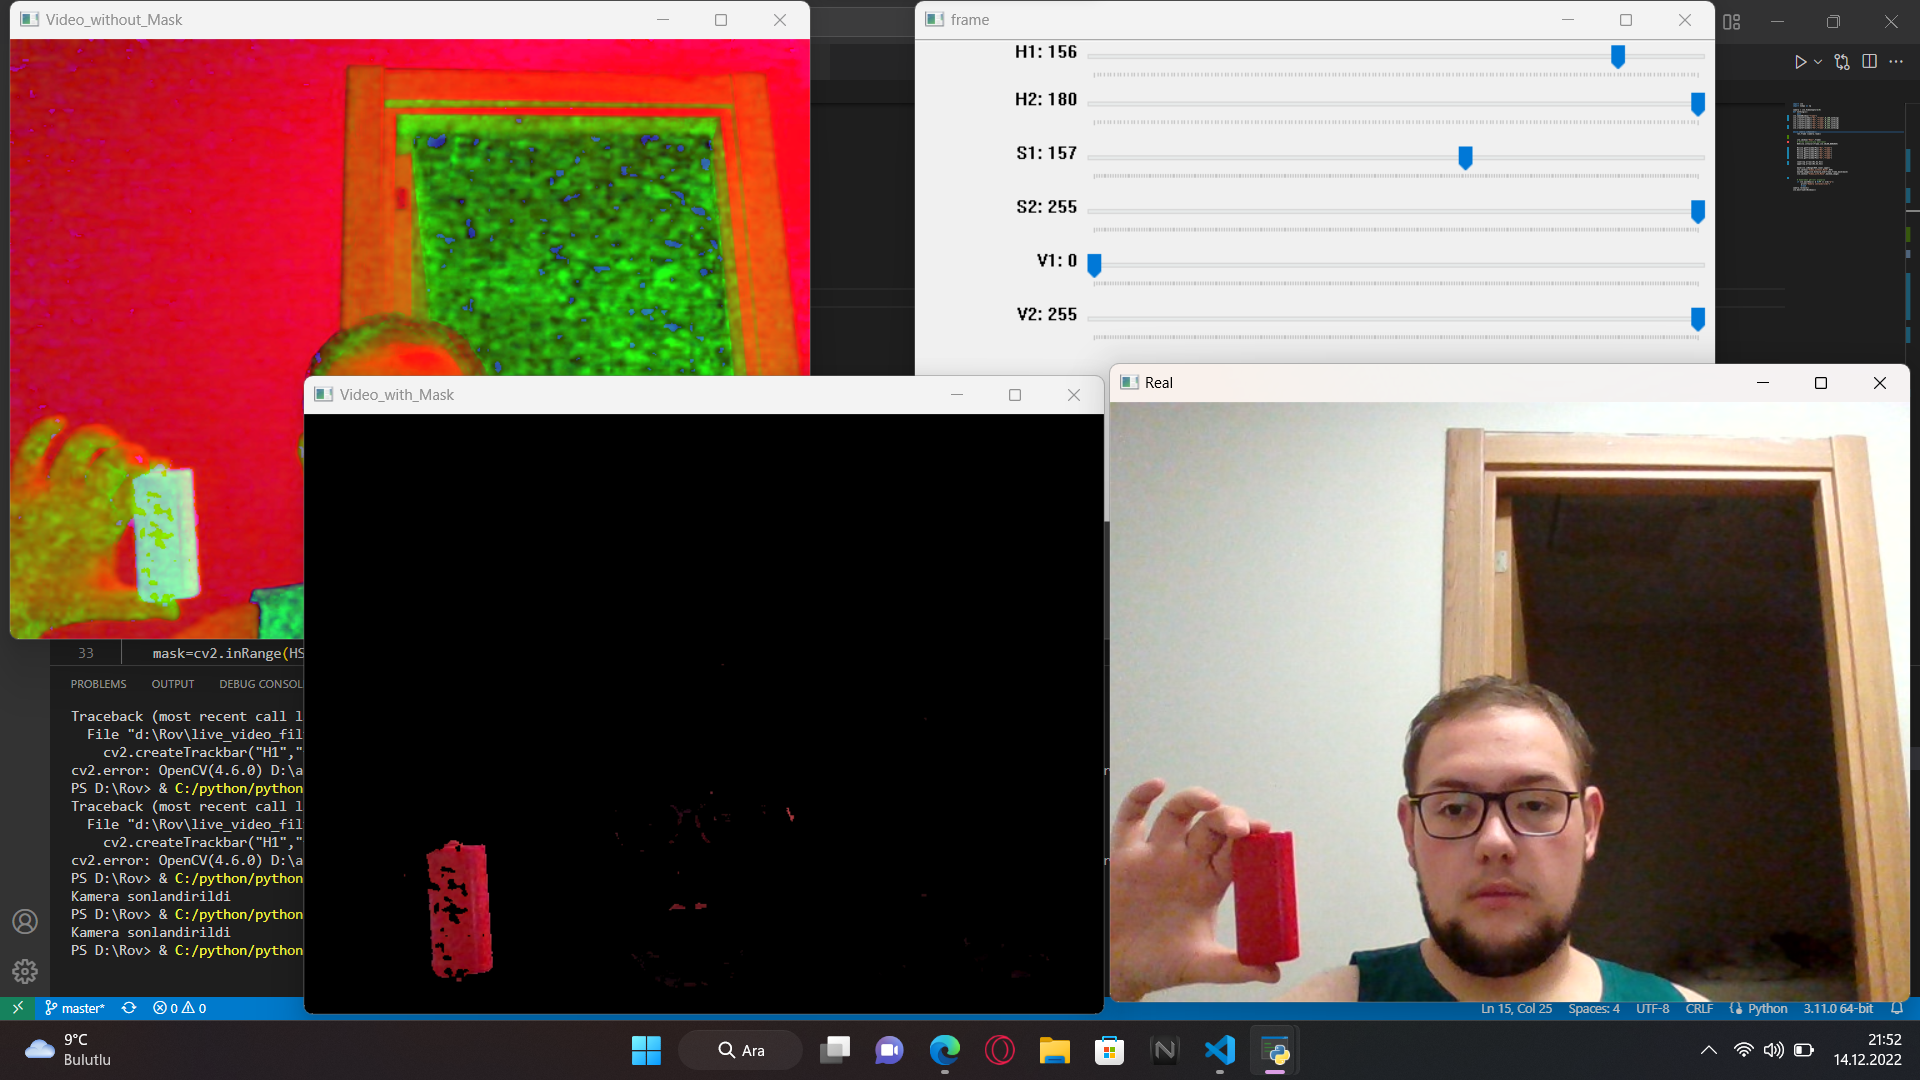 Video_without_Mask
frame
H1: 156
H2: 180
S1: 157
S2: 255
V1: 0
V2: 255
Real
Video_with_Mask
33 mask=cv2.inRange(HS
PROBLEMS OUTPUT DEBUG CONSOL
Traceback (most recent call l
File "d:\Rov\live_video_fil
cv2.createTrackbar("H1","
cv2.error: OpenCV(4.6.0) D:\a
PS D:\Rov> & C:/python/python
Traceback (most recent call l
File "d:\Rov\live_video_fil
cv2.createTrackbar("H1","
cv2.error: OpenCV(4.6.0) D:\a
PS D:\Rov> & C:/python/python
Kamera sonlandirildi
PS D:\Rov> & C:/python/python
Kamera sonlandirildi
PS D:\Rov> & C:/python/python
master* 0 0 Ln 15, Col 25 Spaces: 4 UTF-8 CRLF Python 3.11.0 64-bit
9°C
Bulutlu
Ara
21:52
14.12.2022